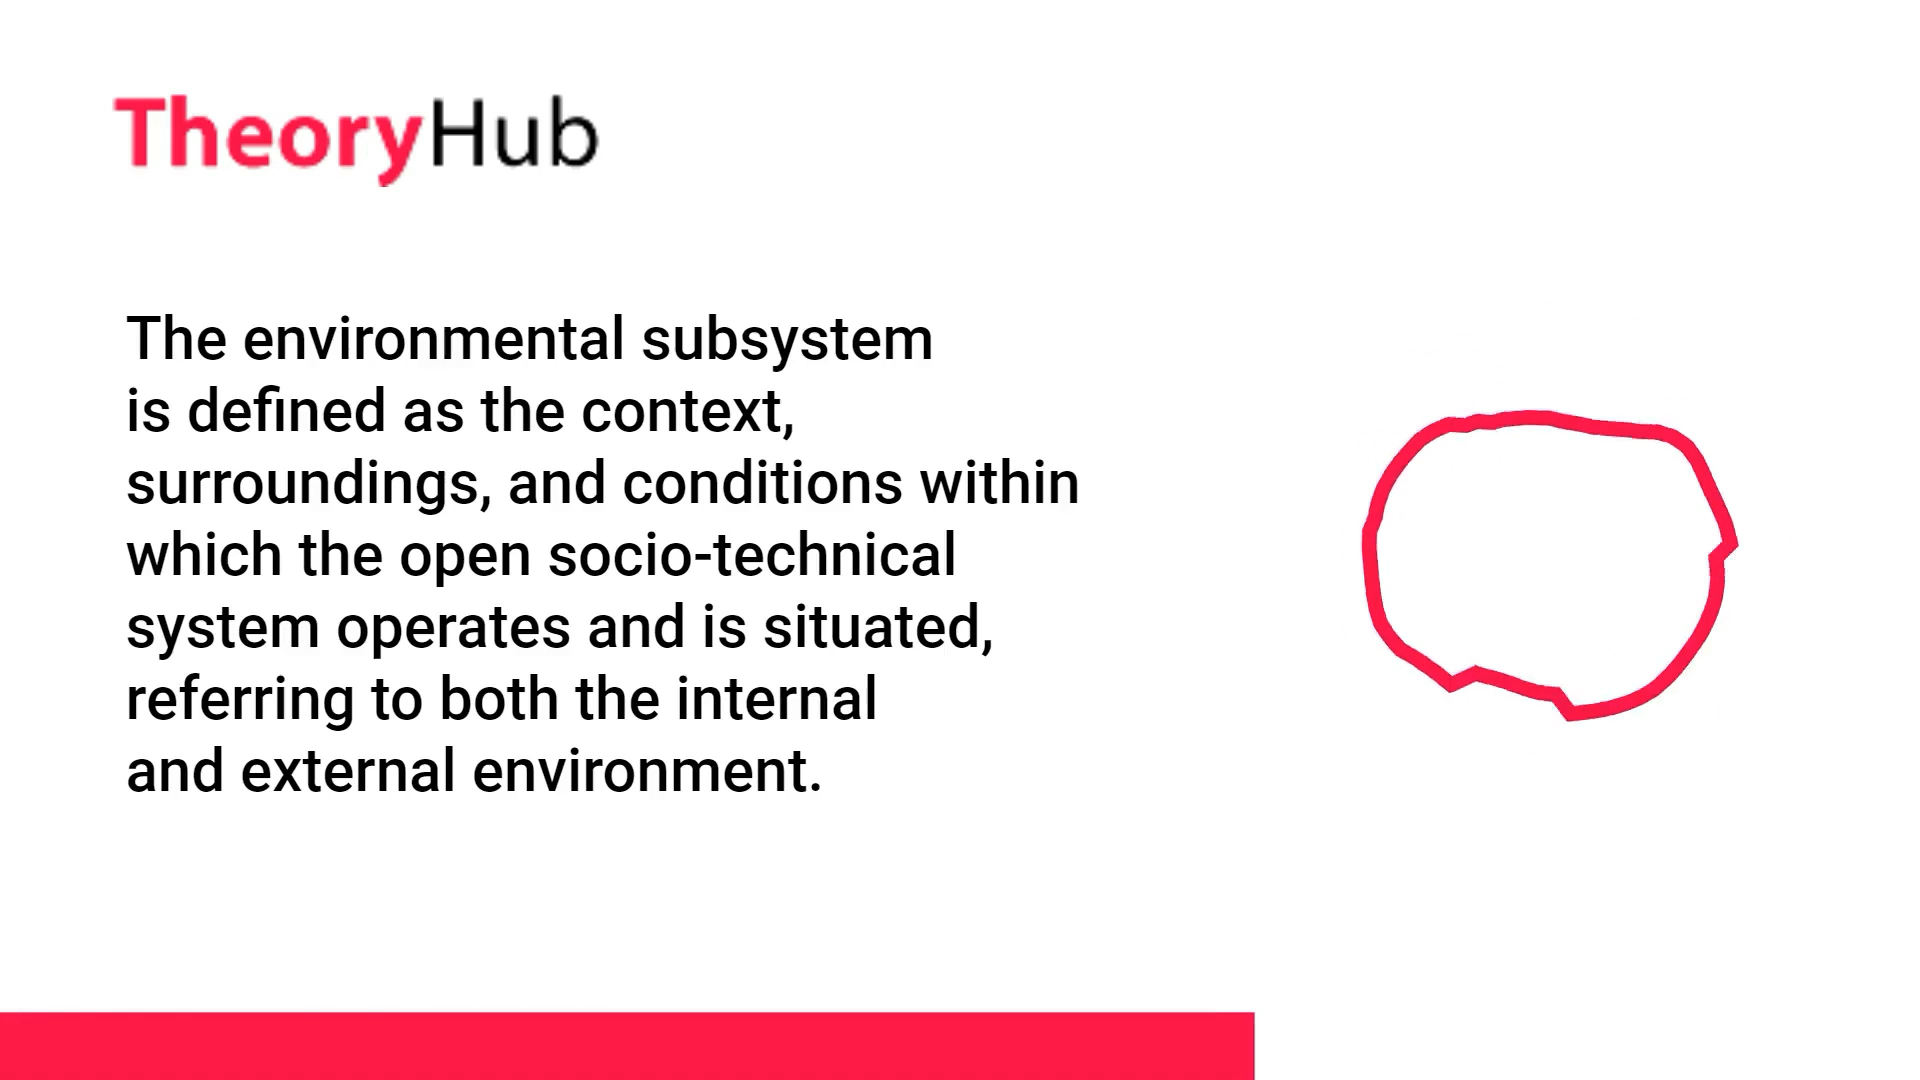 TheoryHub
The environmental subsystem
is defined as the context,
surroundings, and conditions within
which the open socio-technical
system operates and is situated,
referring to both the internal
and external environment.